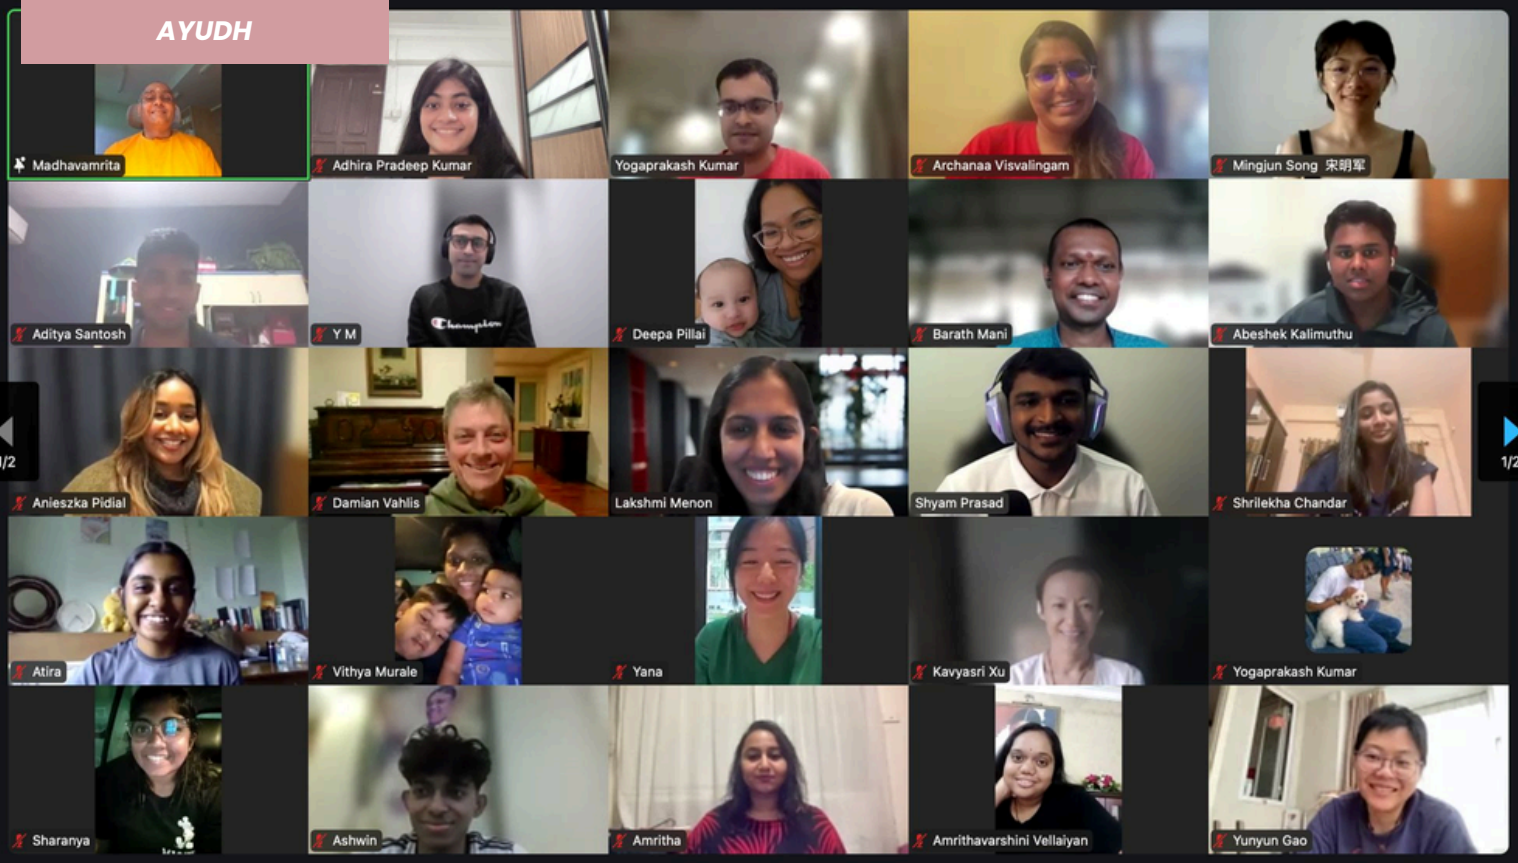 AYUDH
Madhavamrita
Adhira Pradeep Kumar
Yogaprakash Kumar
Archanaa Visvalingam
Mingjun Song 宋明军
Aditya Santosh
Y M
Champion
Deepa Pillai
Barath Mani
Abeshek Kalimuthu
1/2
Anieszka Pidial
Damian Vahlis
Lakshmi Menon
Shyam Prasad
Shrilekha Chandar
1/2
Atira
Vithya Murale
Yana
Kavyasri Xu
Yogaprakash Kumar
Sharanya
Ashwin
Amritha
Amrithavarshini Vellaiyan
Yunyun Gao